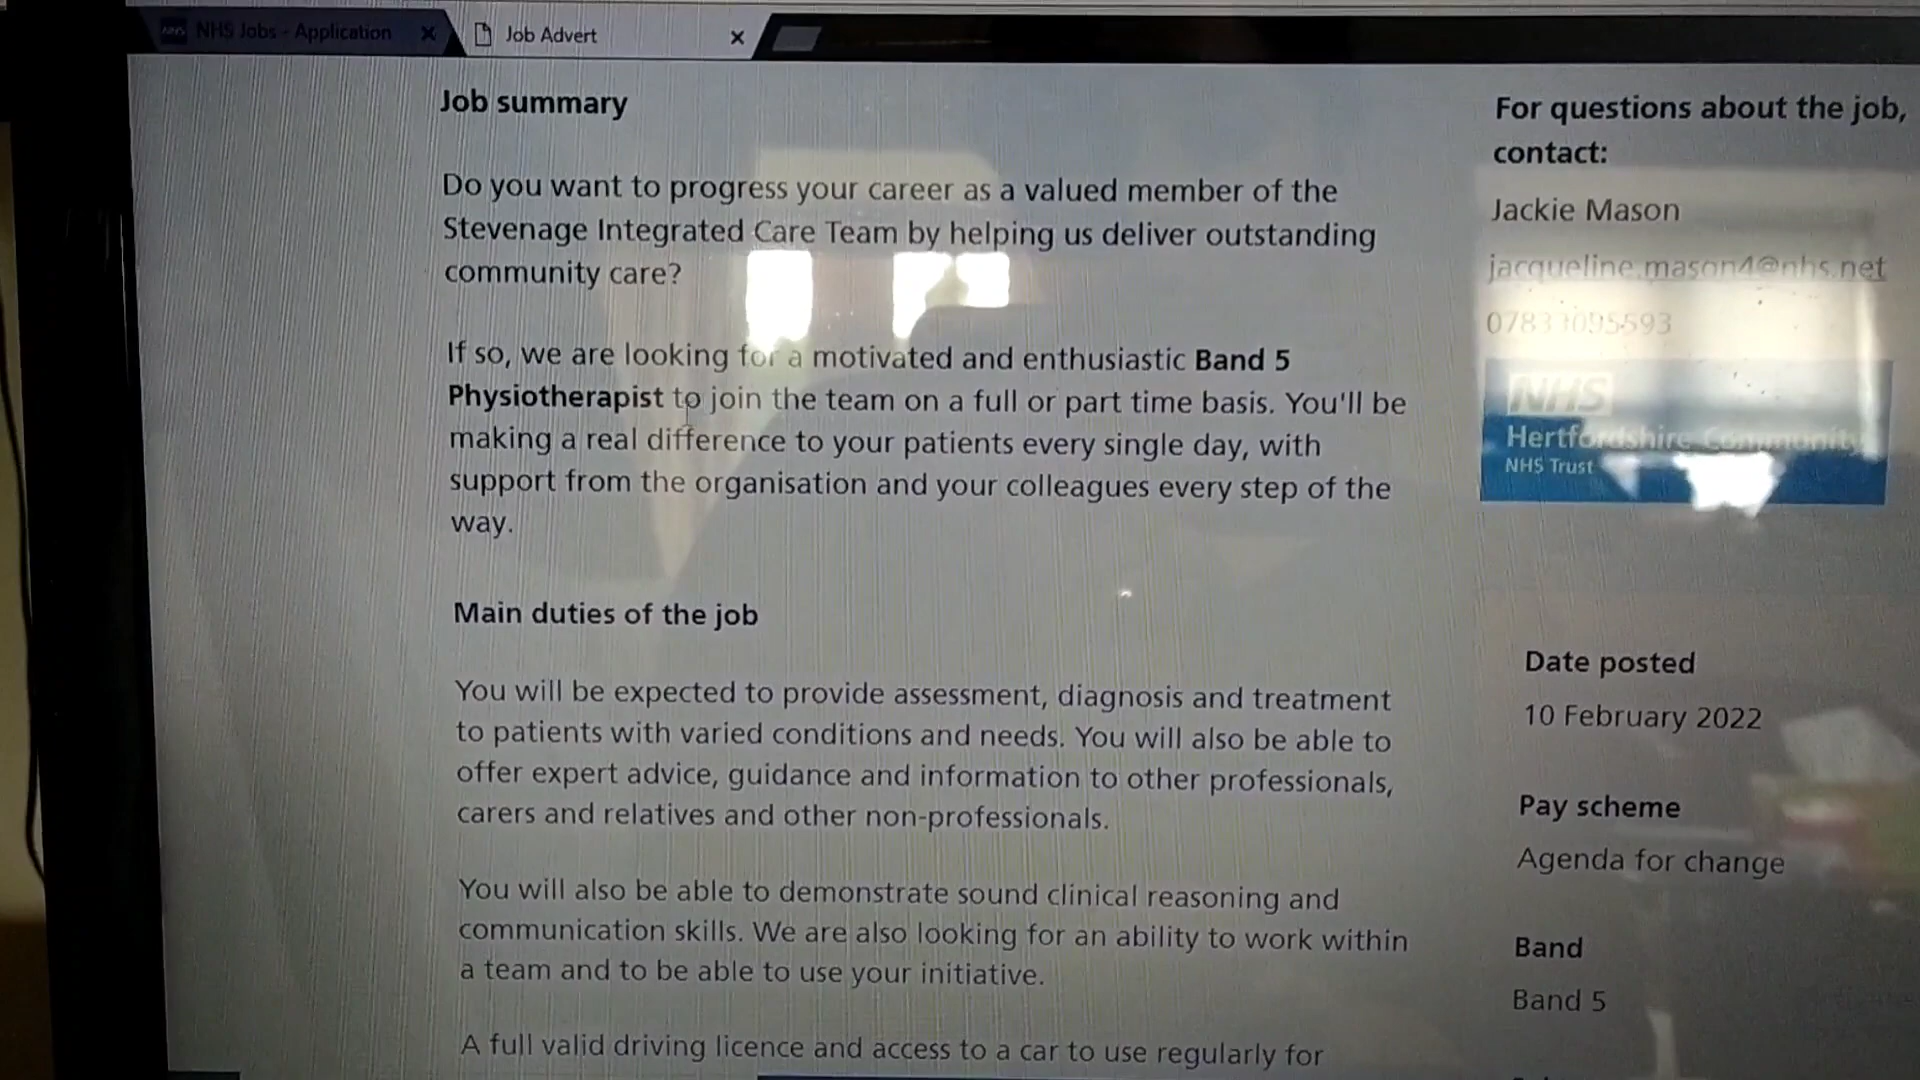 NHS Jobs - Application
Job Advert
Job summary
Do you want to progress your career as a valued member of the
Stevenage Integrated Care Team by helping us deliver outstanding
community care?
If so, we are looking for a motivated and enthusiastic Band 5
Physiotherapist to join the team on a full or part time basis. You'll be
making a real difference to your patients every single day, with
support from the organisation and your colleagues every step of the
way.
Main duties of the job
You will be expected to provide assessment, diagnosis and treatment
to patients with varied conditions and needs. You will also be able to
offer expert advice, guidance and information to other professionals,
carers and relatives and other non-professionals.
You will also be able to demonstrate sound clinical reasoning and
communication skills. We are also looking for an ability to work within
a team and to be able to use your initiative.
A full valid driving licence and access to a car to use regularly for
For questions about the job,
contact:
Jackie Mason
jacqueline.mason4@nhs.net
NHS
Hertfordshire Community
NHS Trust
Date posted
10 February 2022
Pay scheme
Agenda for change
Band
Band 5